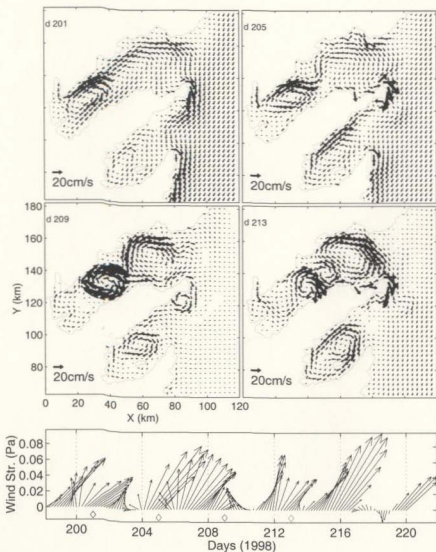 d 201
d 205
20cm/s
20cm/s
180
160
140
120
100
80
Y (km)
d 209
d 213
20cm/s
20cm/s
0 20 40 60 80 100 120
X (km)
Wind Str. (Pa)
0.08
0.06
0.04
0.02
0
200 204 208 212 216 220
Days (1998)